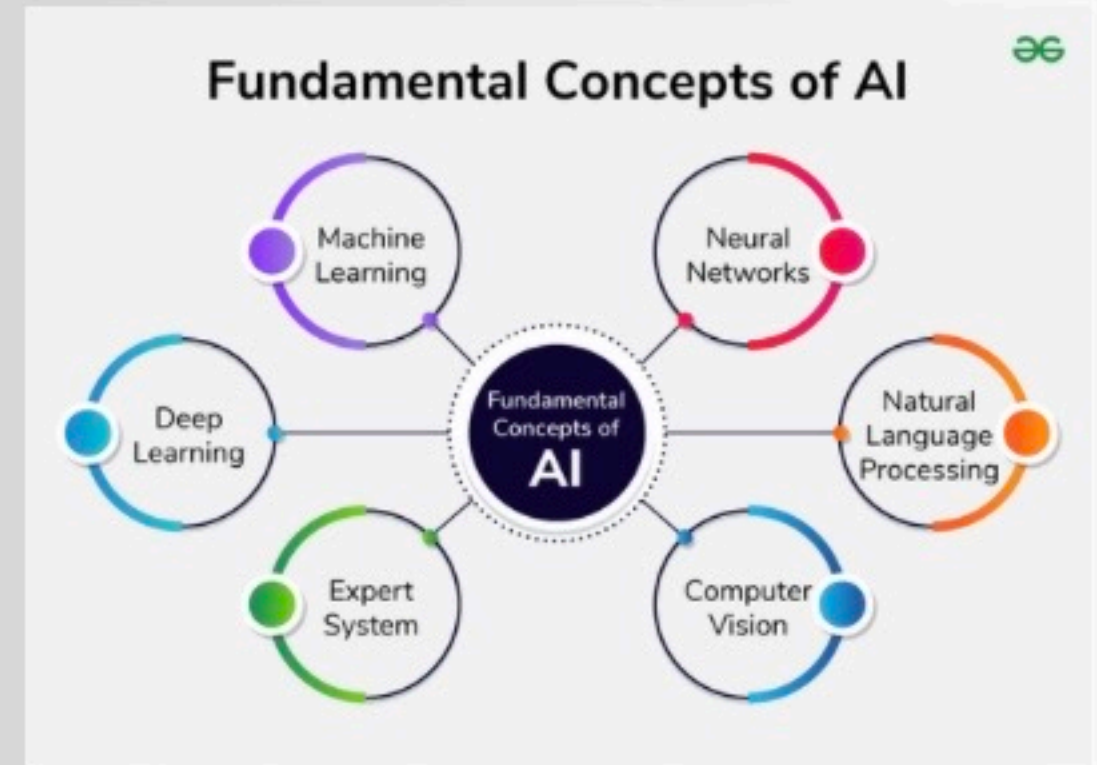 Fundamental Concepts of AI
Machine
Learning
Neural
Networks
Deep
Learning
Fundamental
Concepts of
AI
Natural
Language
Processing
Expert
System
Computer
Vision